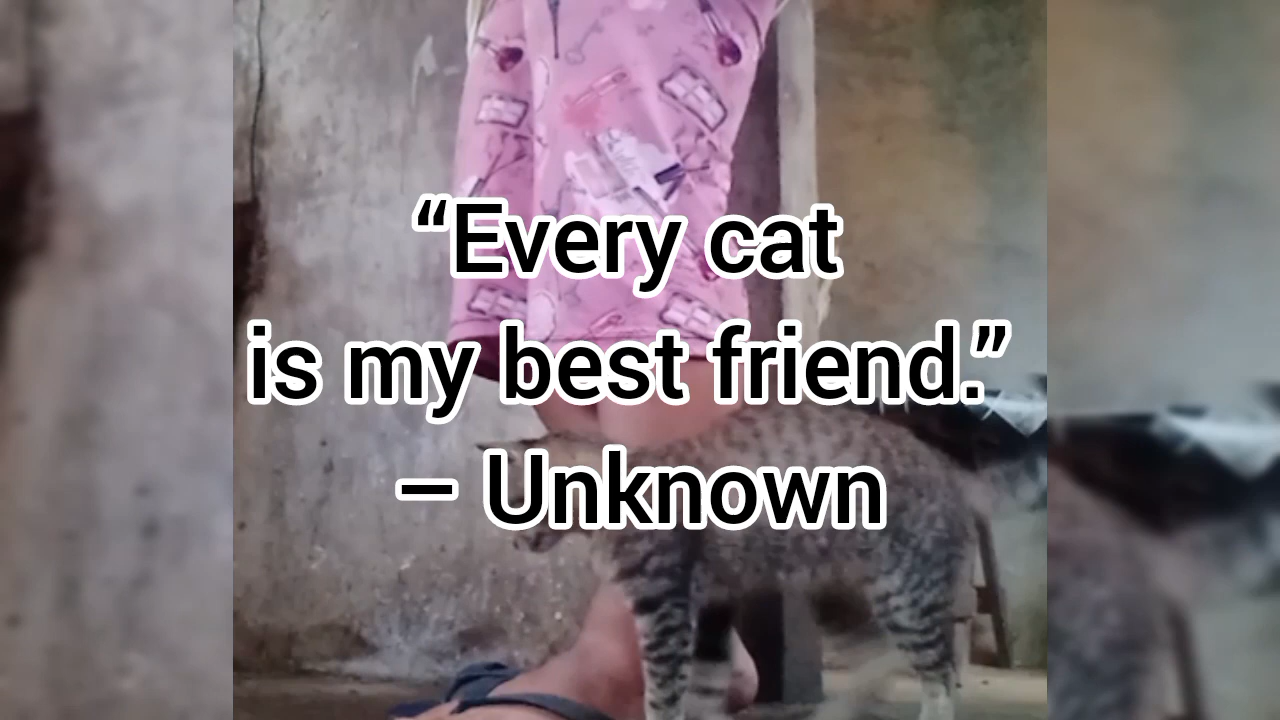 “Every cat
is my best friend.”
– Unknown